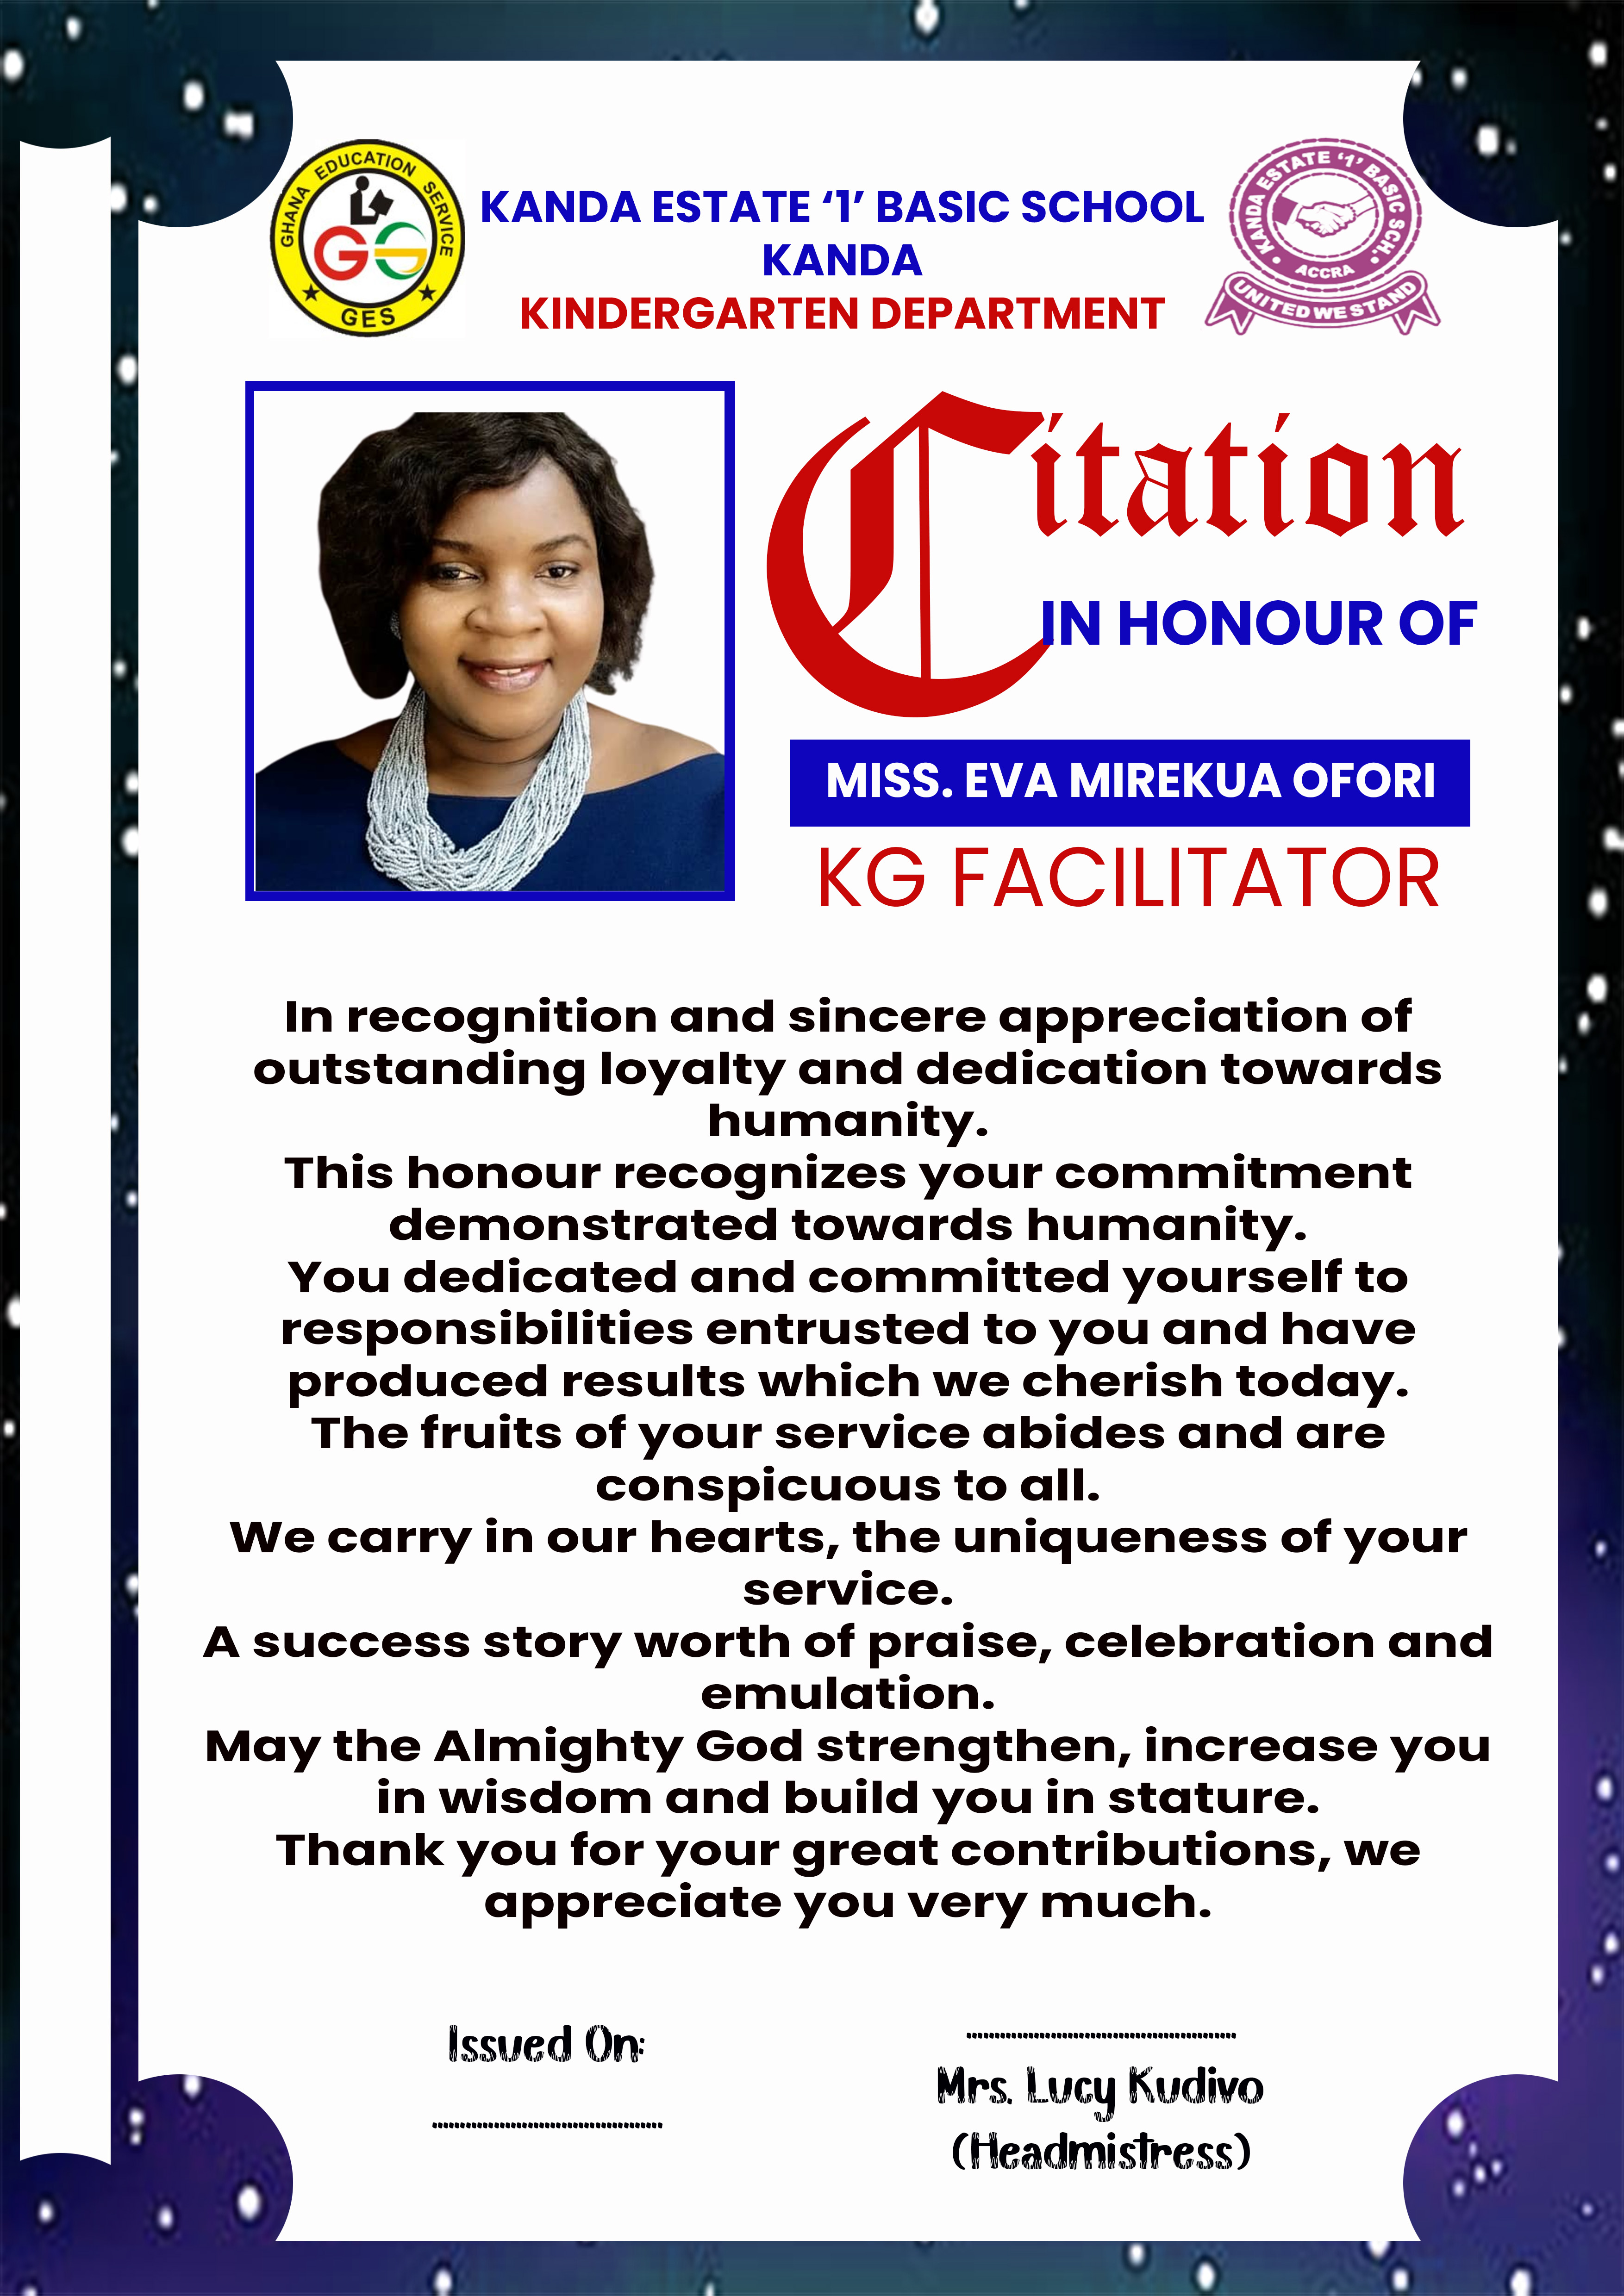 GHANA EDUCATION SERVICE
GES
KANDA ESTATE ‘1’ BASIC SCHOOL
KANDA
KINDERGARTEN DEPARTMENT
KANDA ESTATE ‘1’ BASIC SCH.
ACCRA
UNITED WE STAND
Citation
IN HONOUR OF
MISS. EVA MIREKUA OFORI
KG FACILITATOR
In recognition and sincere appreciation of
outstanding loyalty and dedication towards
humanity.
This honour recognizes your commitment
demonstrated towards humanity.
You dedicated and committed yourself to
responsibilities entrusted to you and have
produced results which we cherish today.
The fruits of your service abides and are
conspicuous to all.
We carry in our hearts, the uniqueness of your
service.
A success story worth of praise, celebration and
emulation.
May the Almighty God strengthen, increase you
in wisdom and build you in stature.
Thank you for your great contributions, we
appreciate you very much.
Issued On:
Mrs. Lucy Kudivo
(Headmistress)